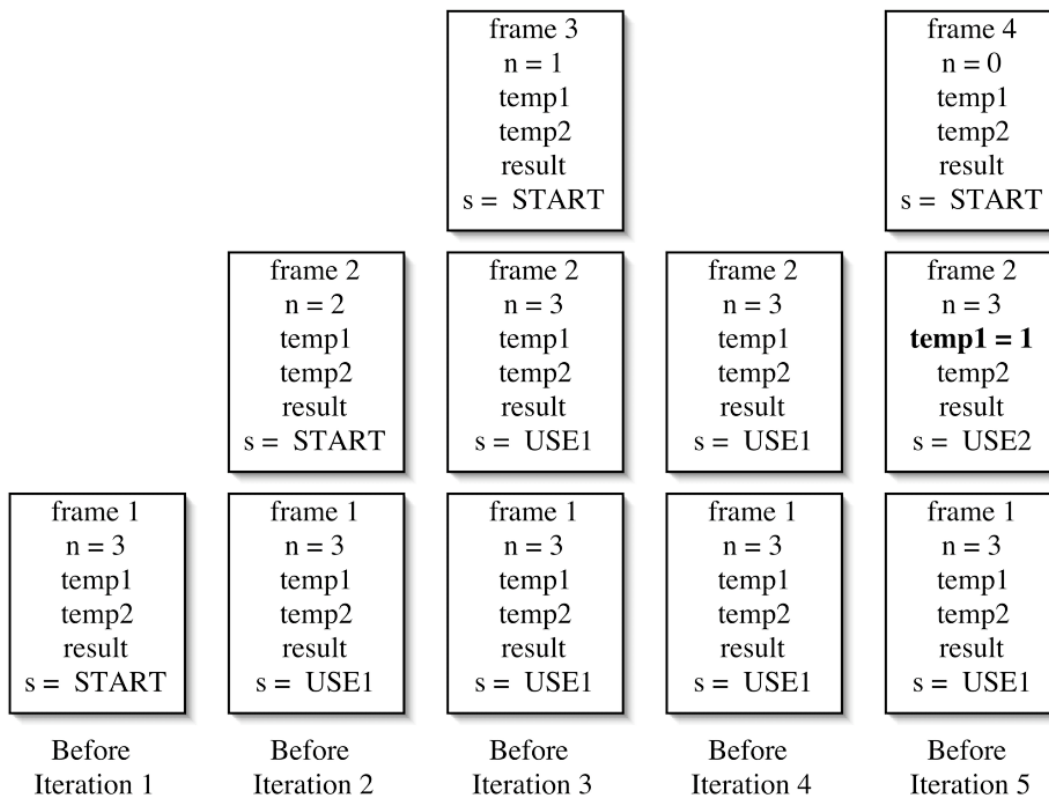 frame 3
n = 1
temp1
temp2
result
s = START
frame 4
n = 0
temp1
temp2
result
s = START
frame 2
n = 2
temp1
temp2
result
s = START
frame 2
n = 3
temp1
temp2
result
s = USE1
frame 2
n = 3
temp1
temp2
result
s = USE1
frame 2
n = 3
temp1 = 1
temp2
result
s = USE2
frame 1
n = 3
temp1
temp2
result
s = START
frame 1
n = 3
temp1
temp2
result
s = USE1
frame 1
n = 3
temp1
temp2
result
s = USE1
frame 1
n = 3
temp1
temp2
result
s = USE1
frame 1
n = 3
temp1
temp2
result
s = USE1
Before
Iteration 1
Before
Iteration 2
Before
Iteration 3
Before
Iteration 4
Before
Iteration 5